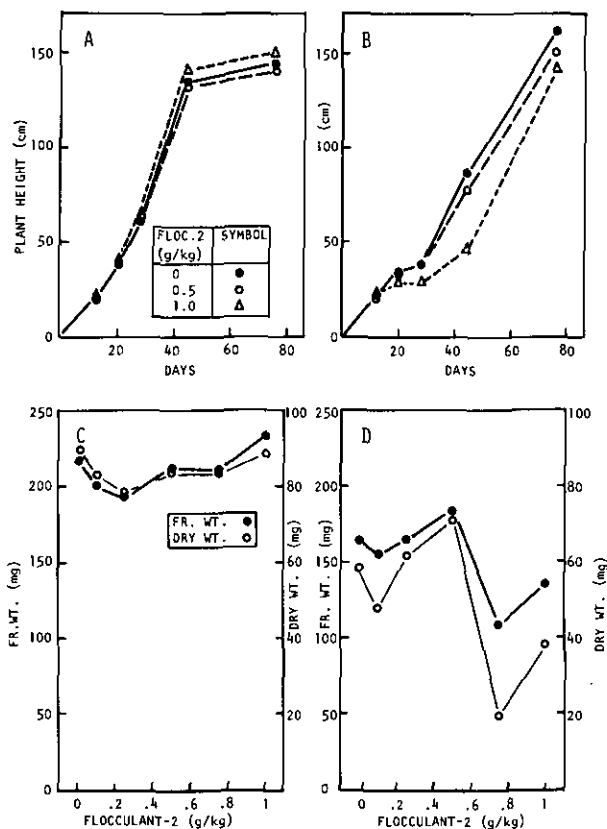 A
PLANT HEIGHT (cm)
150
100
50
0
FLOC.2 (g/kg) SYMBOL
0
0.5
1.0
0 20 40 60 80
DAYS
B
(cm)
150
100
50
0
0 20 40 60 80
DAYS
C
FR.WT. (mg)
250
200
150
100
50
0
FR. WT.
DRY WT.
DRY WT. (mg)
100
80
60
40
20
0 .2 .4 .6 .8 1
FLOCCULANT-2 (g/kg)
D
FR. WT. (mg)
250
200
150
100
50
0
DRY WT. (mg)
100
80
60
40
20
0 .2 .4 .6 .8 1
FLOCCULANT-2 (g/kg)